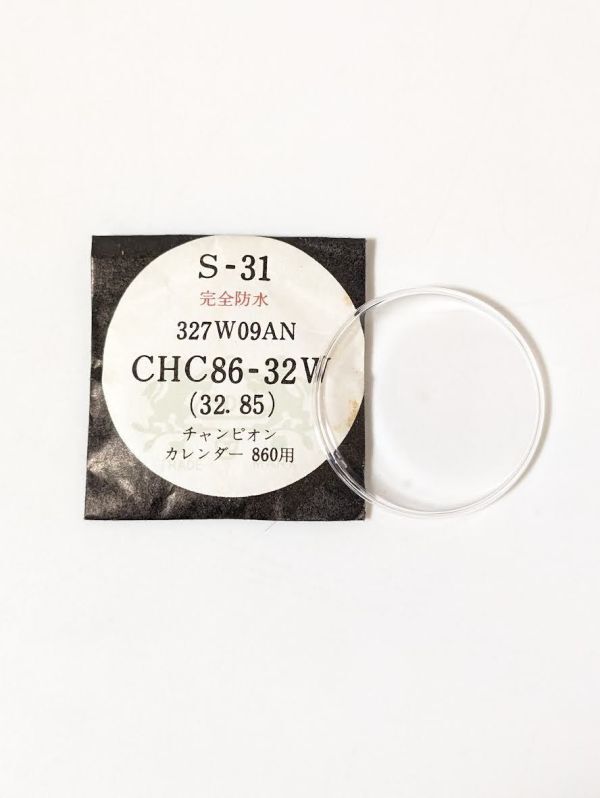 S-31
完全防水
327W09AN
CHC86-32W
(32.85)
チャンピオン
カレンダー 860用
TRADE